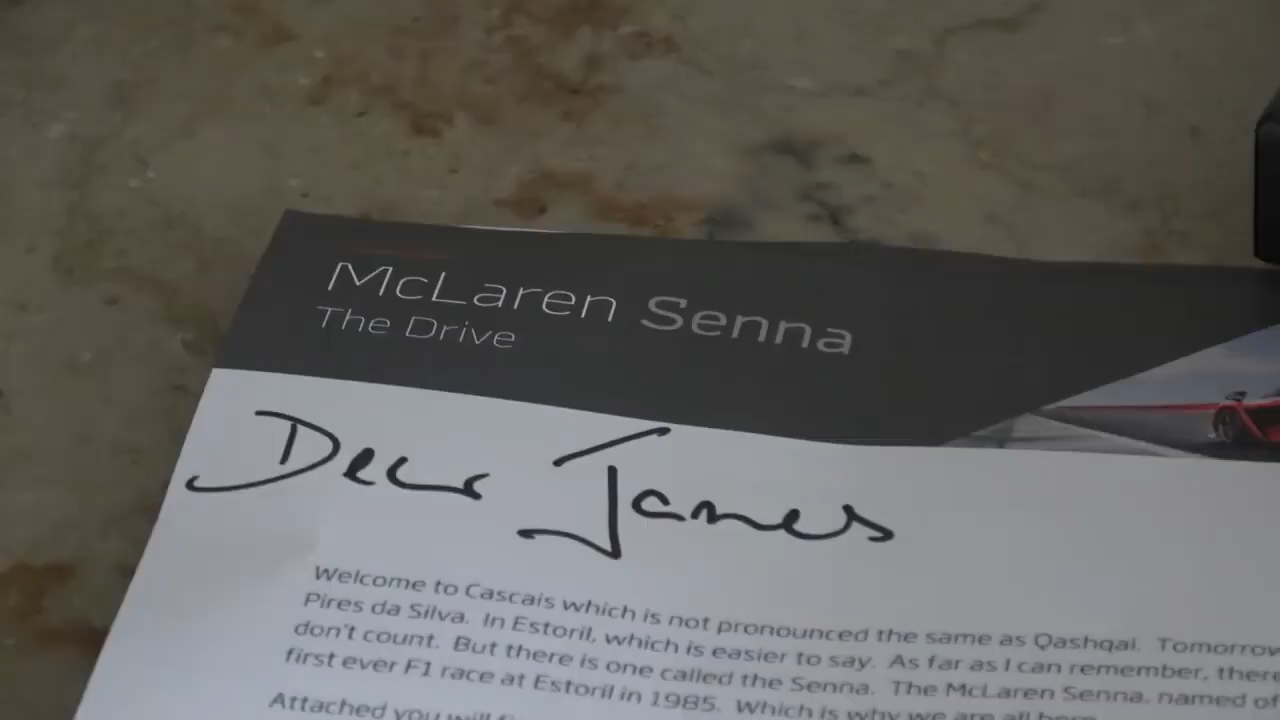 McLaren Senna
The Drive
Dear James
Welcome to Cascais which is not pronounced the same as Qashqai. Tomorrow
Pires da Silva. In Estoril, which is easier to say. As far as I can remember, there
don't count. But there is one called the Senna. The McLaren Senna. named of
first ever F1 race at Estoril in 1985. Which is why we are all here
Attached you will